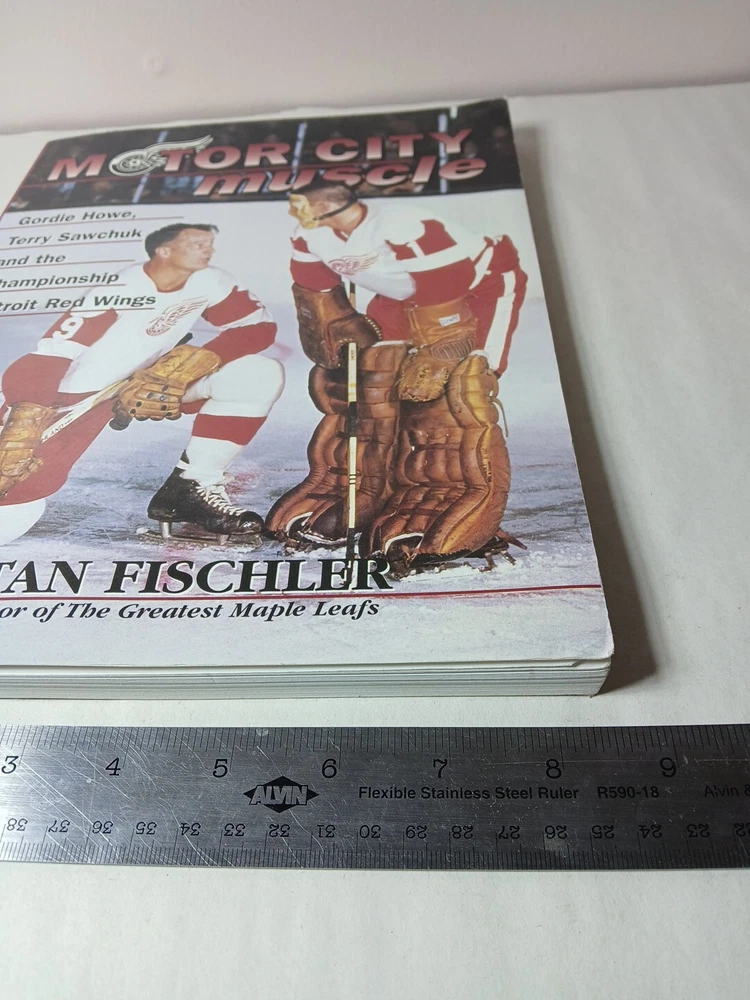 MOTOR CITY
muscle
Gordie Howe,
Terry Sawchuk
and the
hampionship
troit Red Wings
9
TAN FISCHLER
or of The Greatest Maple Leafs
3 4 5 6 7 8 9
ALVIN Flexible Stainless Steel Ruler R590-18 Alvin &
38 37 36 35 34 33 32 31 30 29 28 27 26 25 24 23 22